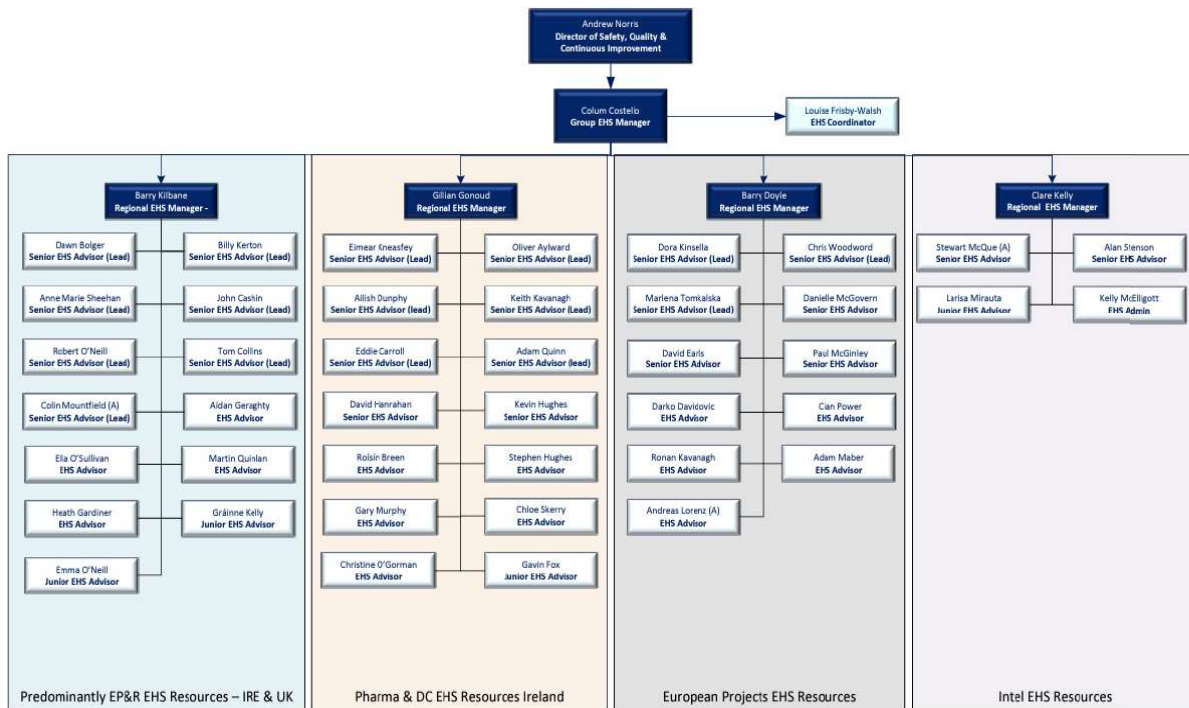 Andrew Norris
Director of Safety, Quality &
Continuous Improvement
Colum Costello
Group EHS Manager
Louise Frisby-Walsh
EHS Coordinator
Barry Kilbane
Regional EHS Manager -
Dawn Bolger
Senior EHS Advisor (Lead)
Billy Kerton
Senior EHS Advisor (Lead)
Anne Marie Sheehan
Senior EHS Advisor (Lead)
John Cashin
Senior EHS Advisor (Lead)
Robert O'Neill
Senior EHS Advisor (Lead)
Tom Collins
Senior EHS Advisor (Lead)
Colin Mountfield (A)
Senior EHS Advisor (Lead)
Aidan Geraghty
EHS Advisor
Ella O'Sullivan
EHS Advisor
Martin Quinlan
EHS Advisor
Heath Gardiner
EHS Advisor
Gráinne Kelly
Junior EHS Advisor
Emma O'Neill
Junior EHS Advisor
Predominantly EP&R EHS Resources – IRE & UK
Gillian Gonoud
Regional EHS Manager
Eimear Kneasfey
Senior EHS Advisor (Lead)
Oliver Aylward
Senior EHS Advisor (Lead)
Ailish Dunphy
Senior EHS Advisor (lead)
Keith Kavanagh
Senior EHS Advisor (Lead)
Eddie Carroll
Senior EHS Advisor (Lead)
Adam Quinn
Senior EHS Advisor (lead)
David Hanrahan
Senior EHS Advisor
Kevin Hughes
Senior EHS Advisor
Roisín Breen
EHS Advisor
Stephen Hughes
EHS Advisor
Gary Murphy
EHS Advisor
Chloe Skerry
EHS Advisor
Christine O'Gorman
EHS Advisor
Gavin Fox
Junior EHS Advisor
Pharma & DC EHS Resources Ireland
Barry Doyle
Regional EHS Manager
Dora Kinsella
Senior EHS Advisor (Lead)
Chris Woodword
Senior EHS Advisor (Lead)
Marlena Tomkalska
Senior EHS Advisor (Lead)
Danielle McGovern
Senior EHS Advisor
David Earls
Senior EHS Advisor
Paul McGinley
Senior EHS Advisor
Darko Davidovic
EHS Advisor
Cian Power
EHS Advisor
Ronan Kavanagh
EHS Advisor
Adam Maber
EHS Advisor
Andreas Lorenz (A)
EHS Advisor
European Projects EHS Resources
Clare Kelly
Regional EHS Manager
Stewart McQue (A)
Senior EHS Advisor
Alan Stenson
Senior EHS Advisor
Larisa Mirauta
Junior EHS Advisor
Kelly McElligott
EHS Admin
Intel EHS Resources